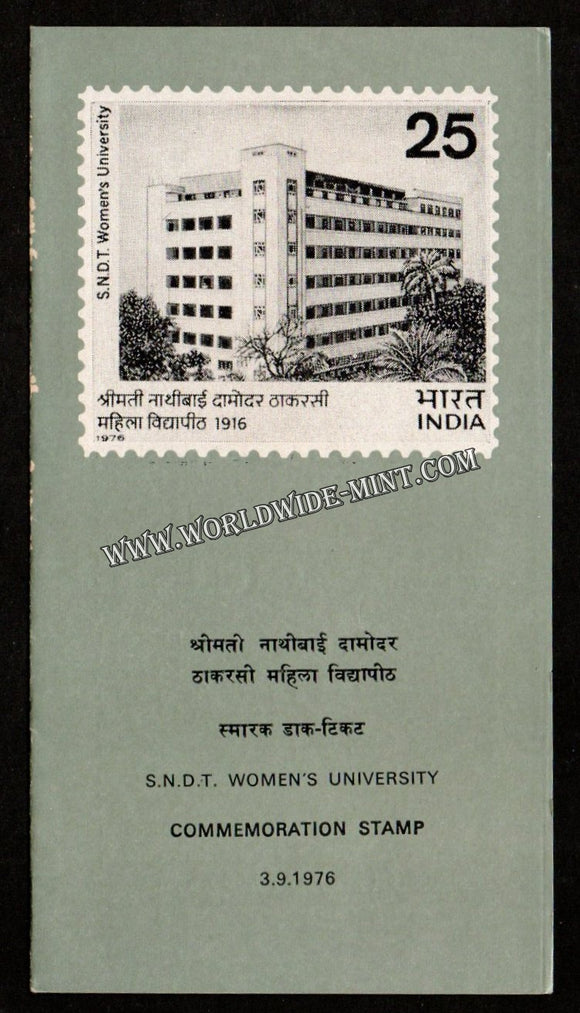 S.N.D.T. Women's University
25
श्रीमती नाथीबाई दामोदर ठाकरसी
महिला विद्यापीठ 1916
1976
भारत
INDIA
WWW.WORLDWIDE-MINT.COM
श्रीमती नाथीबाई दामोदर
ठाकरसी महिला विद्यापीठ
स्मारक डाक-टिकट
S.N.D.T. WOMEN'S UNIVERSITY
COMMEMORATION STAMP
3.9.1976